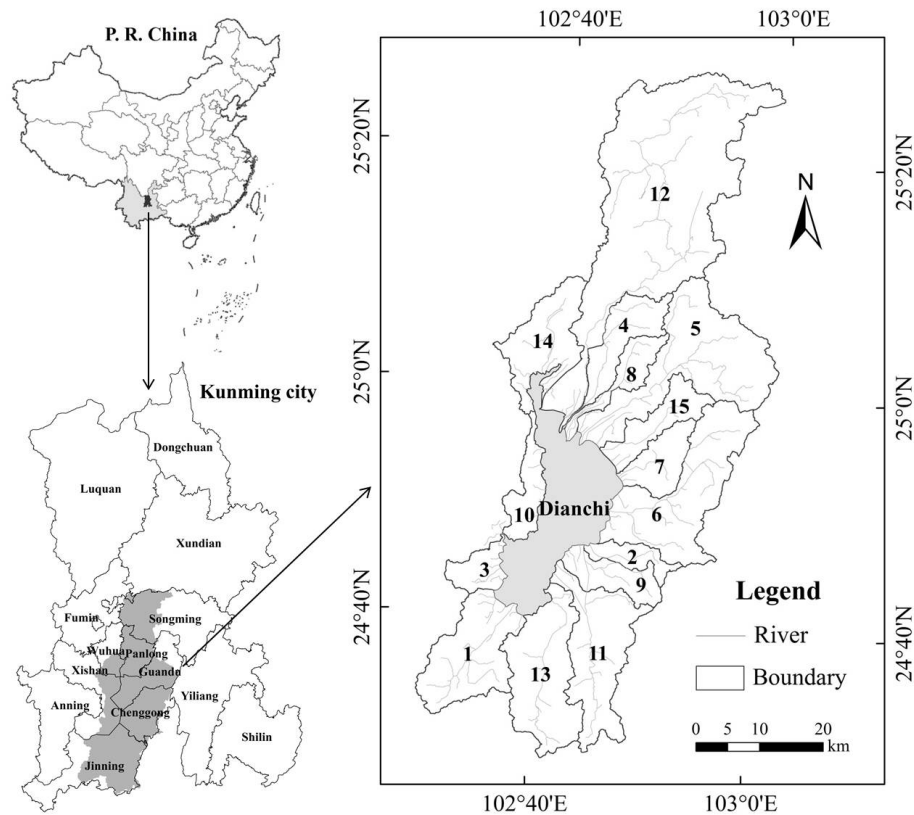 P. R. China
Kunming city
Dongchuan
Luquan
Xundian
Fumin
Songming
Wuhua
Panlong
Xishan
Guandu
Anning
Yiliang
Chenggong
Shilin
Jinning
102°40'E
103°0'E
25°20'N
25°20'N
N
12
14
4
5
8
25°0'N
25°0'N
15
7
10
Dianchi
6
3
2
9
24°40'N
24°40'N
1
13
11
Legend
River
Boundary
0 5 10 20
km
102°40'E
103°0'E